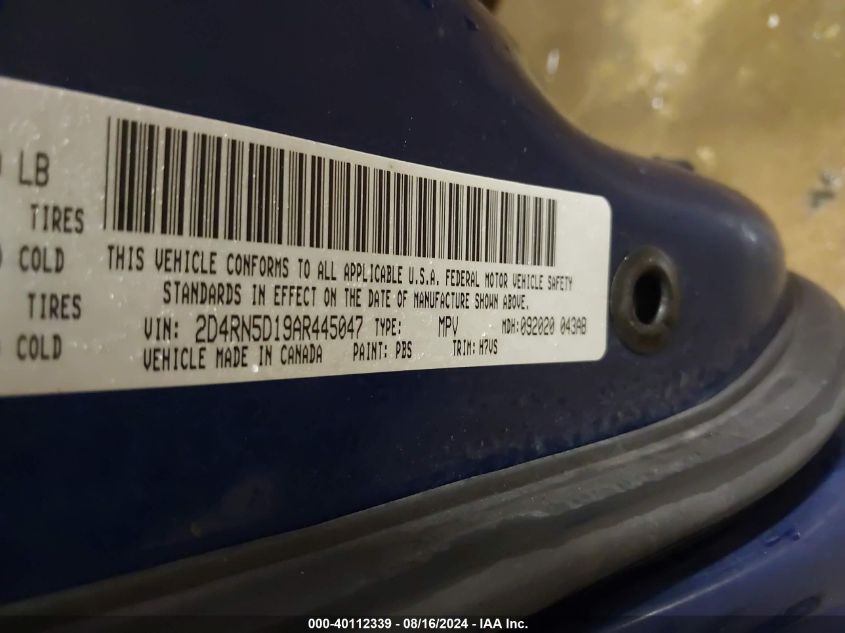 LB
TIRES
COLD
TIRES
COLD
THIS VEHICLE CONFORMS TO ALL APPLICABLE U.S.A. FEDERAL MOTOR VEHICLE SAFETY
STANDARDS IN EFFECT ON THE DATE OF MANUFACTURE SHOWN ABOVE.
VIN: 2D4RN5D19AR445047 TYPE: MPV MDH:092020 043AB
VEHICLE MADE IN CANADA PAINT: PBS TRIM: H7VS
000-40112339 - 08/16/2024 - IAA Inc.